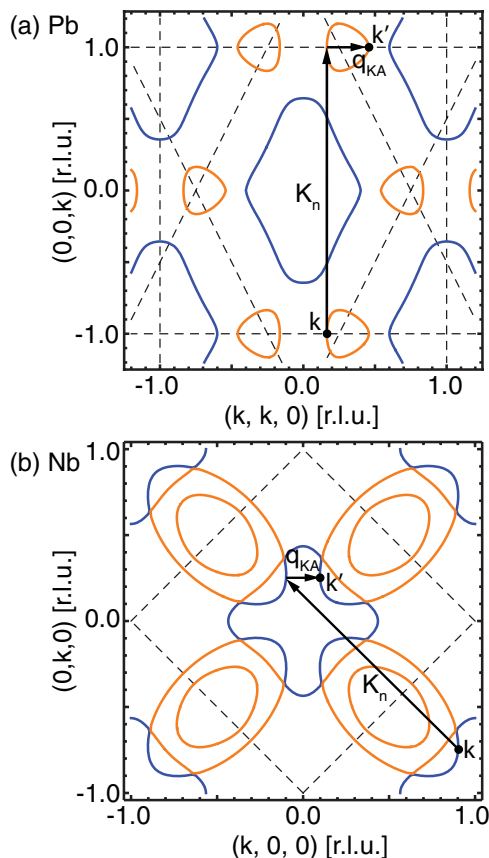 (a) Pb
1.0
k'
q_KA
(0,0,k) [r.l.u.]
0.0
K_n
k
-1.0
-1.0
0.0
1.0
(k, k, 0) [r.l.u.]
(b) Nb
1.0
q_KA
k'
(0,k,0) [r.l.u.]
0.0
K_n
k
-1.0
-1.0
0.0
1.0
(k, 0, 0) [r.l.u.]